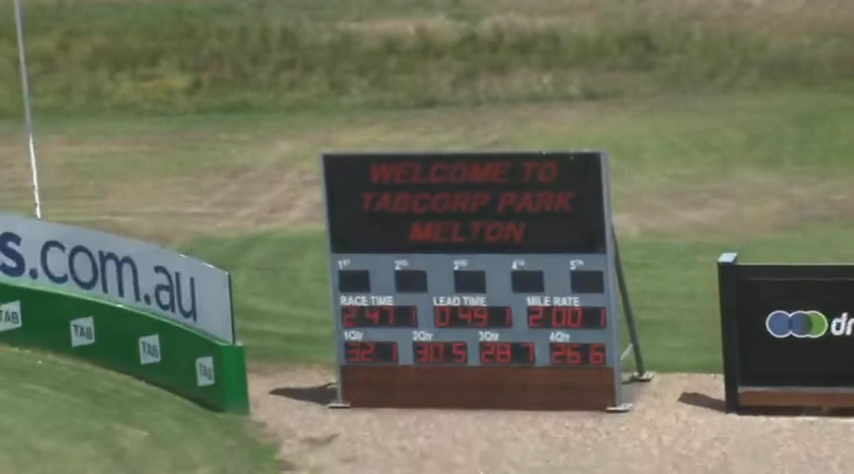 WELCOME TO
TABCORP PARK
MELTON
1ST 2ND 3RD 4TH 5TH
RACE TIME LEAD TIME MILE RATE
2 47 1 0 49 1 2 00 1
1Qtr 2Qtr 3Qtr 4Qtr
32 1 30 5 28 7 26 6
s.com.au
TAB TAB TAB TAB
dr